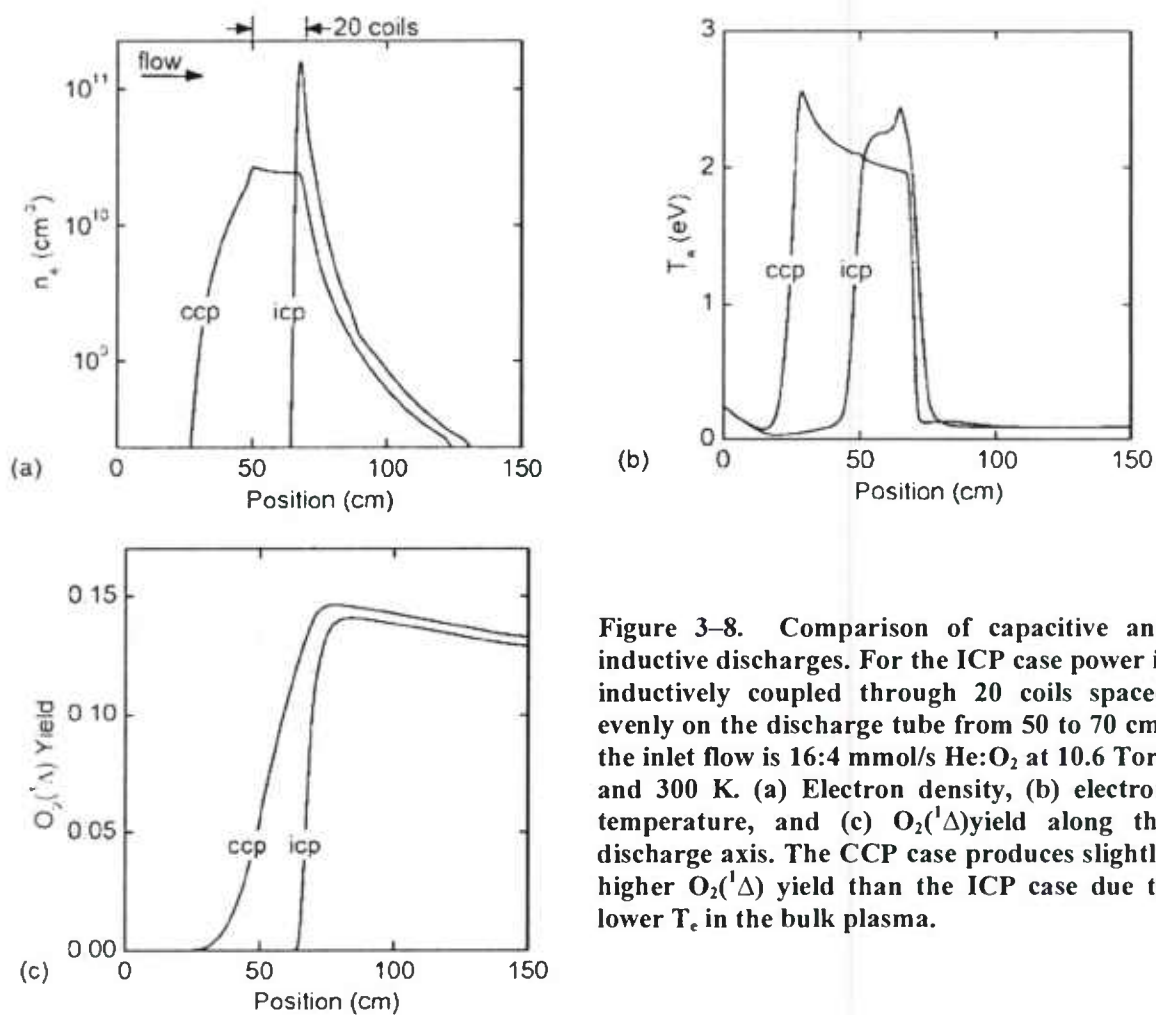 20 coils
flow
10¹¹
10¹⁰
10⁹
nₑ (cm⁻³)
ccp
icp
0 50 100 150
Position (cm)
(a)
3
2
1
0
Tₑ (eV)
ccp
icp
0 50 100 150
Position (cm)
(b)
0.15
0.10
0.05
0.00
O₂(¹Δ) Yield
ccp
icp
0 50 100 150
Position (cm)
(c)
Figure 3–8. Comparison of capacitive an
inductive discharges. For the ICP case power i
inductively coupled through 20 coils space
evenly on the discharge tube from 50 to 70 cm
the inlet flow is 16:4 mmol/s He:O₂ at 10.6 Tor
and 300 K. (a) Electron density, (b) electro
temperature, and (c) O₂(¹Δ)yield along th
discharge axis. The CCP case produces slightl
higher O₂(¹Δ) yield than the ICP case due t
lower Tₑ in the bulk plasma.